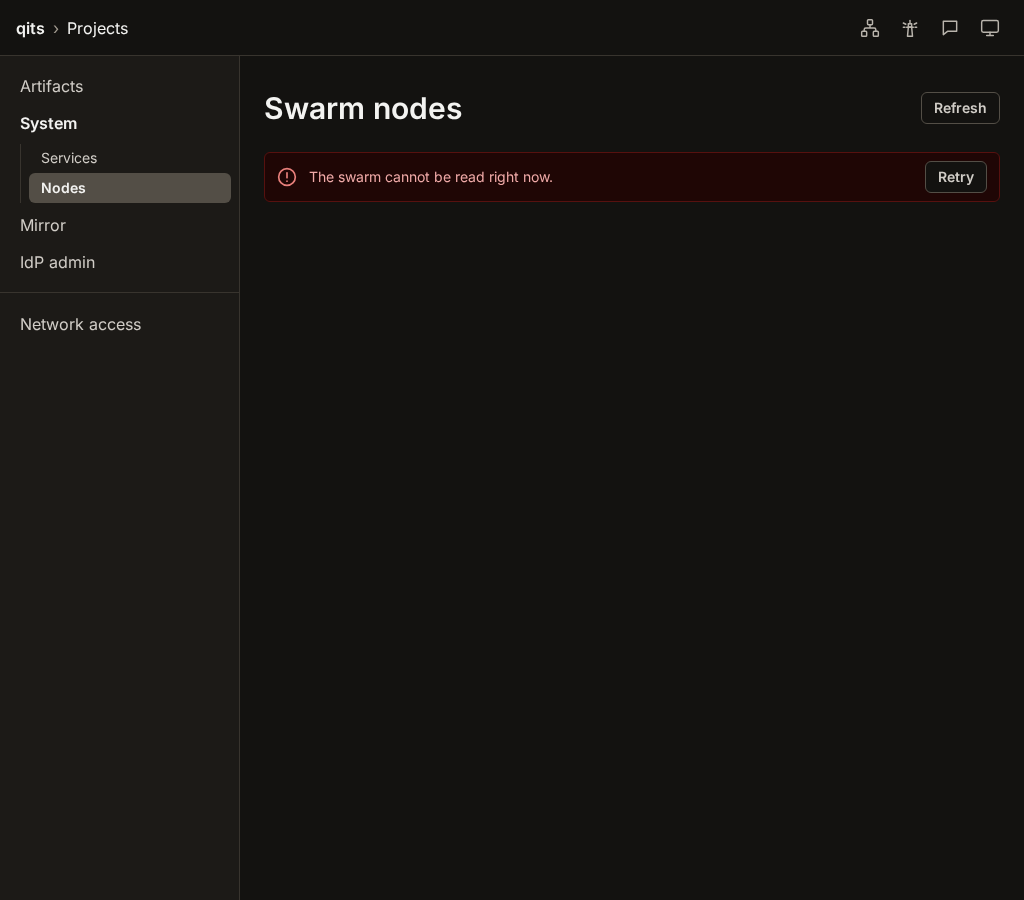 qits › Projects
Artifacts
System
Services
Nodes
Mirror
IdP admin
Network access
Swarm nodes
Refresh
The swarm cannot be read right now.
Retry